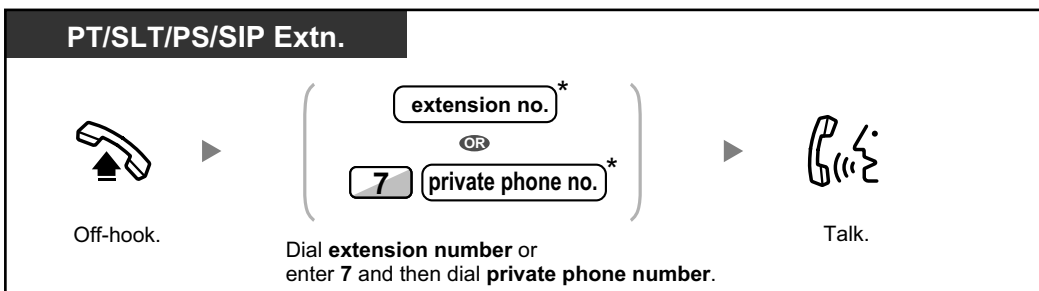 PT/SLT/PS/SIP Extn.
extension no.*
OR
7 private phone no.*
Off-hook.
Dial extension number or
enter 7 and then dial private phone number.
Talk.